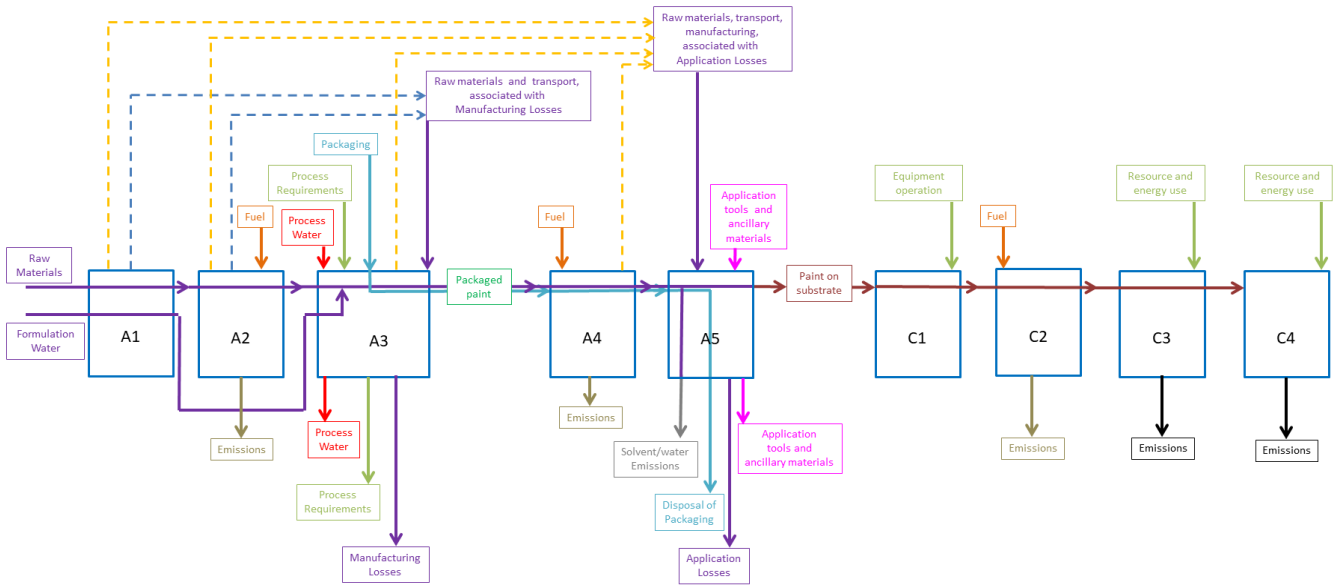 Raw materials, transport,
manufacturing,
associated with
Application Losses
Raw materials and transport,
associated with
Manufacturing Losses
Packaging
Process
Requirements
Equipment
operation
Resource and
energy use
Resource and
energy use
Fuel
Process
Water
Fuel
Application
tools and
ancillary
materials
Fuel
Raw
Materials
Packaged
paint
Paint on
substrate
Formulation
Water
A1
A2
A3
A4
A5
C1
C2
C3
C4
Emissions
Process
Water
Emissions
Solvent/water
Emissions
Application
tools and
ancillary materials
Emissions
Emissions
Emissions
Process
Requirements
Disposal of
Packaging
Manufacturing
Losses
Application
Losses